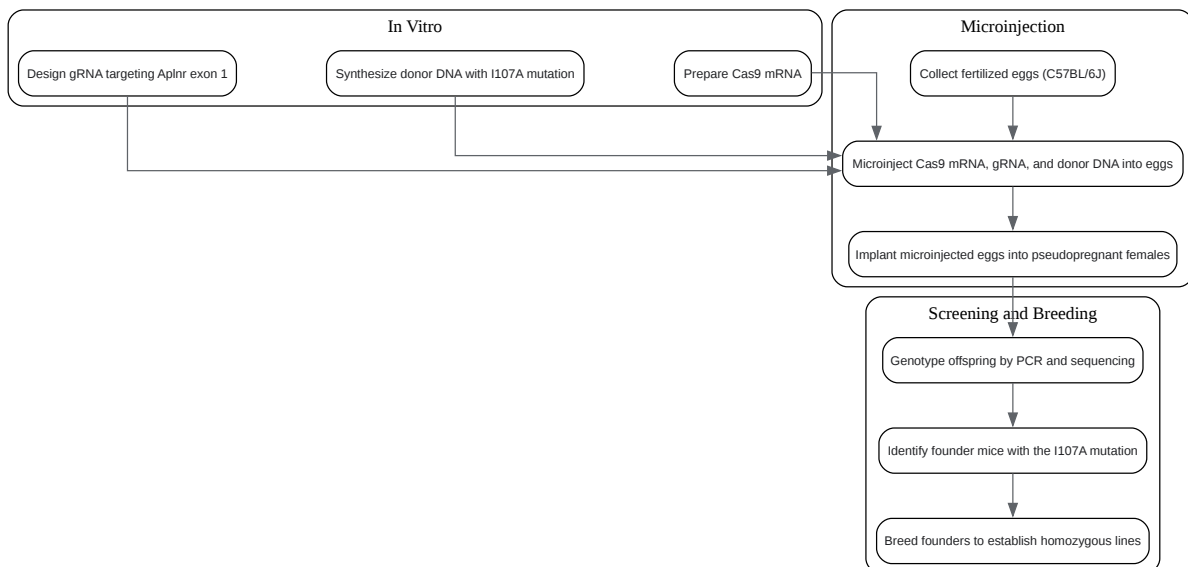 In Vitro
Design gRNA targeting Aplnr exon 1
Synthesize donor DNA with I107A mutation
Prepare Cas9 mRNA
Microinjection
Collect fertilized eggs (C57BL/6J)
Microinject Cas9 mRNA, gRNA, and donor DNA into eggs
Implant microinjected eggs into pseudopregnant females
Screening and Breeding
Genotype offspring by PCR and sequencing
Identify founder mice with the I107A mutation
Breed founders to establish homozygous lines